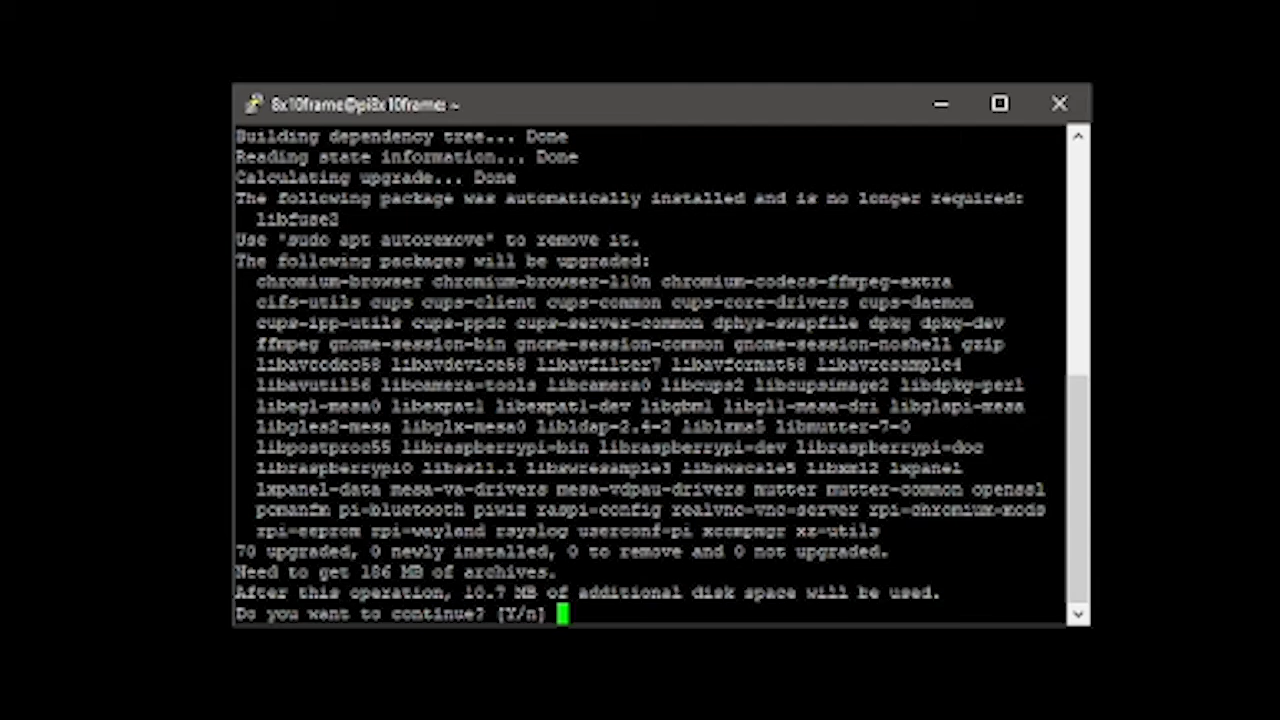 8x10frame@pi8x10frame: ~
Building dependency tree... Done
Reading state information... Done
Calculating upgrade... Done
The following package was automatically installed and is no longer required:
libfuse2
Use 'sudo apt autoremove' to remove it.
The following packages will be upgraded:
chromium-browser chromium-browser-l10n chromium-codecs-ffmpeg-extra
cifs-utils cups cups-client cups-common cups-core-drivers cups-daemon
cups-ipp-utils cups-ppdc cups-server-common dphys-swapfile dpkg dpkg-dev
ffmpeg gnome-session-bin gnome-session-common gnome-session-noshell gzip
libavcodec58 libavdevice58 libavfilter7 libavformat58 libavresample4
libavutil56 libcamera-tools libcamera0 libcups2 libcupsimage2 libdpkg-perl
libegl-mesa0 libexpat1 libexpat1-dev libgbm1 libgl1-mesa-dri libglapi-mesa
libgles2-mesa libglx-mesa0 libldap-2.4-2 liblzma5 libmutter-7-0
libpostproc55 libraspberrypi-bin libraspberrypi-dev libraspberrypi-doc
libraspberrypi0 libssl1.1 libswresample3 libswscale5 libxml2 lxpanel
lxpanel-data mesa-va-drivers mesa-vdpau-drivers mutter mutter-common openssl
pcmanfm pi-bluetooth piwiz raspi-config realvnc-vnc-server rpi-chromium-mods
rpi-eeprom rpi-wayland rsyslog userconf-pi xcompmgr xz-utils
70 upgraded, 0 newly installed, 0 to remove and 0 not upgraded.
Need to get 186 MB of archives.
After this operation, 10.7 MB of additional disk space will be used.
Do you want to continue? [Y/n]